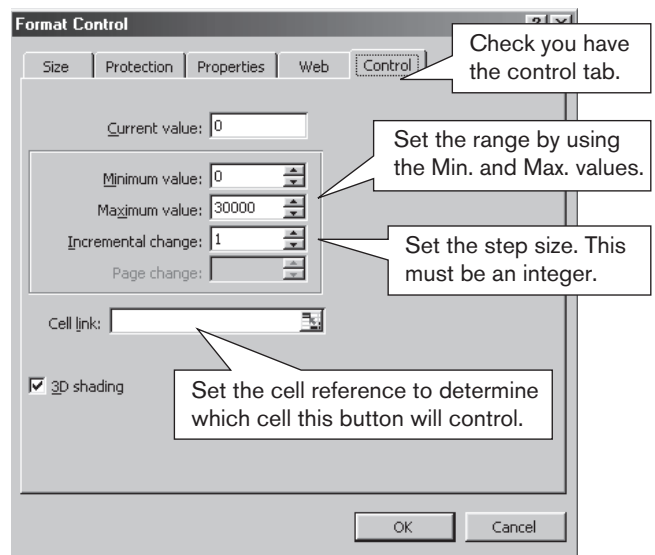 Format Control
Size Protection Properties Web Control
Check you have
the control tab.
Current value: 0
Set the range by using
the Min. and Max. values.
Minimum value: 0
Maximum value: 30000
Incremental change: 1
Page change:
Set the step size. This
must be an integer.
Cell link:
3D shading
Set the cell reference to determine
which cell this button will control.
OK Cancel